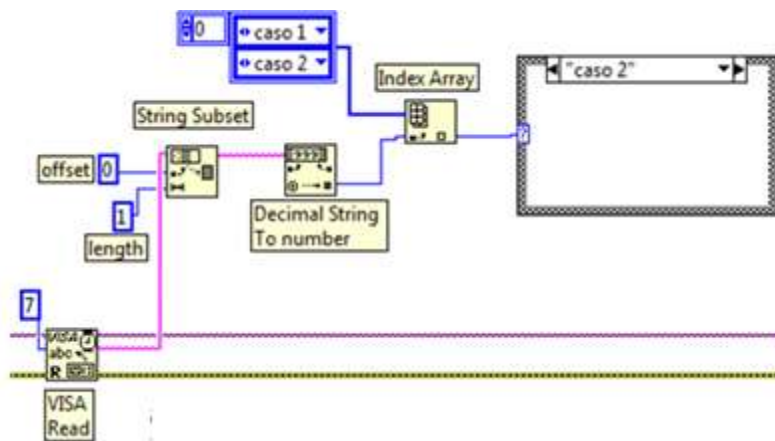 0
caso 1
caso 2
Index Array
"caso 2"
String Subset
offset 0
1
length
Decimal String
To number
?
7
VISA
abc
R
VISA
Read